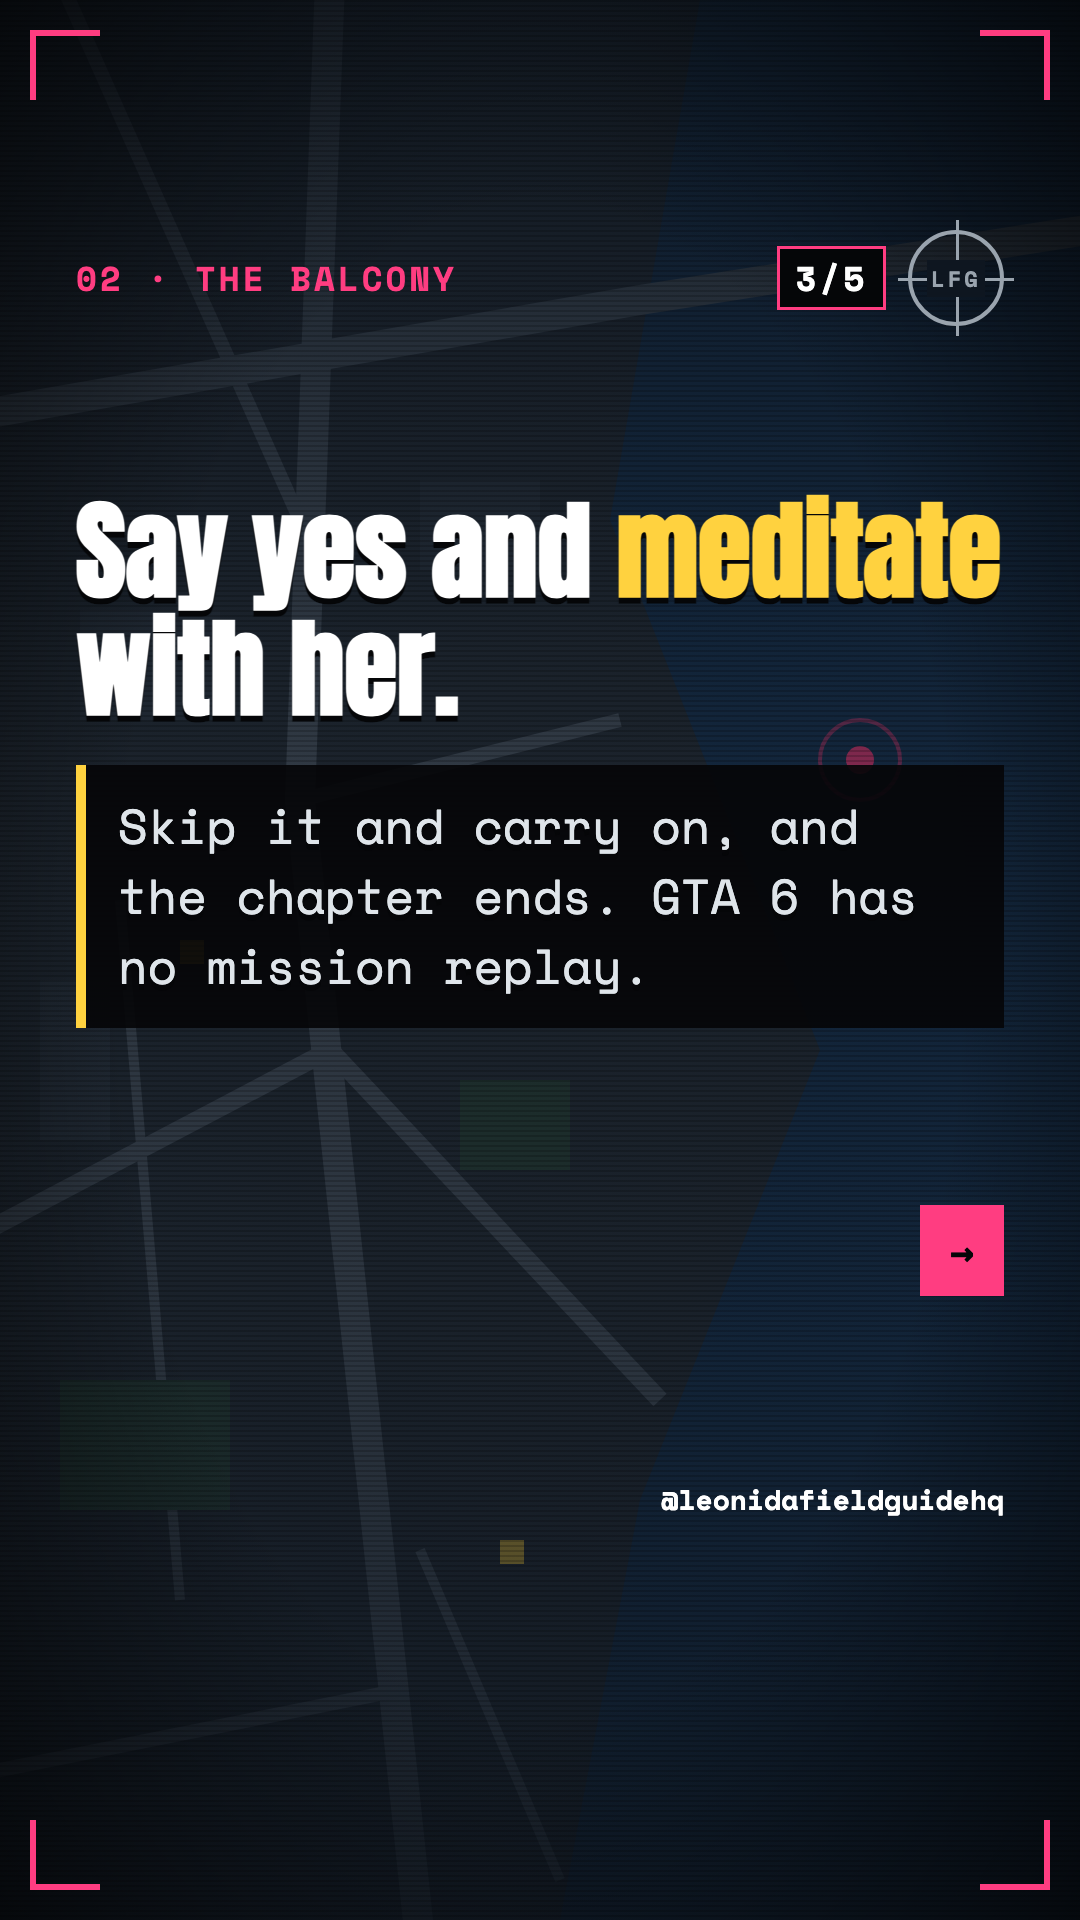 02 · THE BALCONY
3/5
LFG
Say yes and meditate
with her.
Skip it and carry on, and
the chapter ends. GTA 6 has
no mission replay.
→
@leonidafieldguidehq